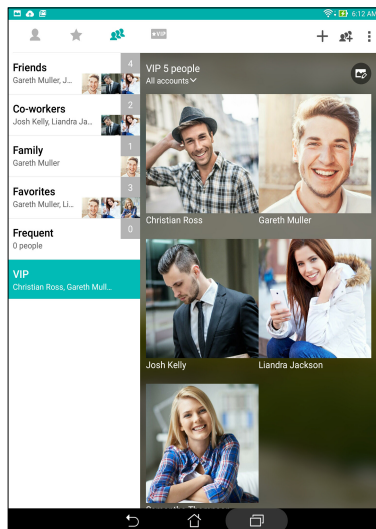 6:12 AM
VIP
Friends
4
Gareth Muller, J...
Co-workers
2
Josh Kelly, Liandra Ja...
Family
1
Gareth Muller
Favorites
3
Gareth Muller, Li...
Frequent
0
0 people
VIP
Christian Ross, Gareth Mull...
VIP 5 people
All accounts
Christian Ross
Gareth Muller
Josh Kelly
Liandra Jackson